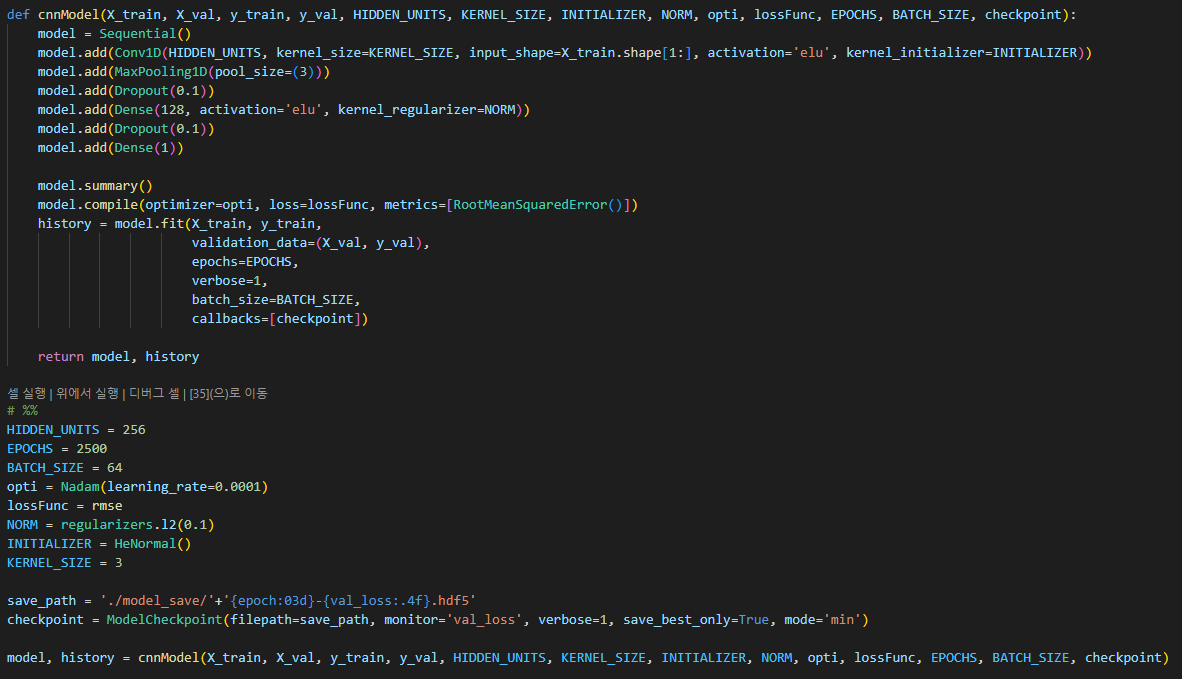 def cnnModel(X_train, X_val, y_train, y_val, HIDDEN_UNITS, KERNEL_SIZE, INITIALIZER, NORM, opti, lossFunc, EPOCHS, BATCH_SIZE, checkpoint):
    model = Sequential()
    model.add(Conv1D(HIDDEN_UNITS, kernel_size=KERNEL_SIZE, input_shape=X_train.shape[1:], activation='elu', kernel_initializer=INITIALIZER))
    model.add(MaxPooling1D(pool_size=(3)))
    model.add(Dropout(0.1))
    model.add(Dense(128, activation='elu', kernel_regularizer=NORM))
    model.add(Dropout(0.1))
    model.add(Dense(1))

    model.summary()
    model.compile(optimizer=opti, loss=lossFunc, metrics=[RootMeanSquaredError()])
    history = model.fit(X_train, y_train,
                        validation_data=(X_val, y_val),
                        epochs=EPOCHS,
                        verbose=1,
                        batch_size=BATCH_SIZE,
                        callbacks=[checkpoint])

    return model, history

셀 실행 | 위에서 실행 | 디버그 셀 | [35](으)로 이동
# %%
HIDDEN_UNITS = 256
EPOCHS = 2500
BATCH_SIZE = 64
opti = Nadam(learning_rate=0.0001)
lossFunc = rmse
NORM = regularizers.l2(0.1)
INITIALIZER = HeNormal()
KERNEL_SIZE = 3

save_path = './model_save/'+'{epoch:03d}-{val_loss:.4f}.hdf5'
checkpoint = ModelCheckpoint(filepath=save_path, monitor='val_loss', verbose=1, save_best_only=True, mode='min')

model, history = cnnModel(X_train, X_val, y_train, y_val, HIDDEN_UNITS, KERNEL_SIZE, INITIALIZER, NORM, opti, lossFunc, EPOCHS, BATCH_SIZE, checkpoint)